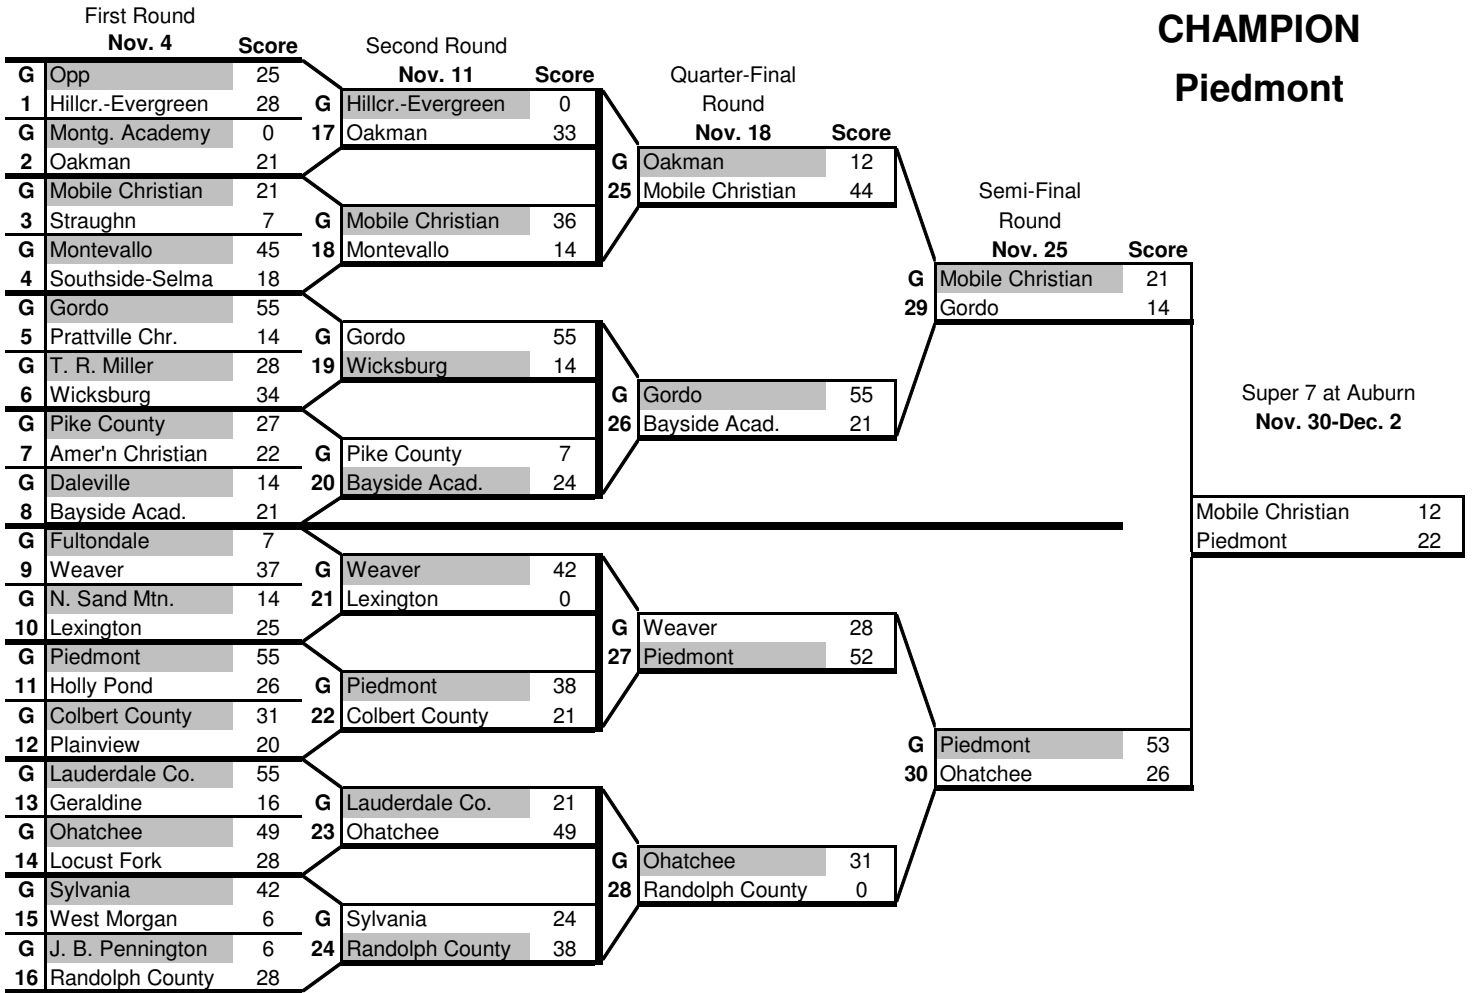 First Round
Nov. 4 Score
G Opp 25
1 Hillcr.-Evergreen 28
G Montg. Academy 0
2 Oakman 21
G Mobile Christian 21
3 Straughn 7
G Montevallo 45
4 Southside-Selma 18
G Gordo 55
5 Prattville Chr. 14
G T. R. Miller 28
6 Wicksburg 34
G Pike County 27
7 Amer'n Christian 22
G Daleville 14
8 Bayside Acad. 21
G Fultondale 7
9 Weaver 37
G N. Sand Mtn. 14
10 Lexington 25
G Piedmont 55
11 Holly Pond 26
G Colbert County 31
12 Plainview 20
G Lauderdale Co. 55
13 Geraldine 16
G Ohatchee 49
14 Locust Fork 28
G Sylvania 42
15 West Morgan 6
G J. B. Pennington 6
16 Randolph County 28
Second Round
Nov. 11 Score
G Hillcr.-Evergreen 0
17 Oakman 33
G Mobile Christian 36
18 Montevallo 14
G Gordo 55
19 Wicksburg 14
G Pike County 7
20 Bayside Acad. 24
G Weaver 42
21 Lexington 0
G Piedmont 38
22 Colbert County 21
G Lauderdale Co. 21
23 Ohatchee 49
G Sylvania 24
24 Randolph County 38
Quarter-Final
Round
Nov. 18 Score
G Oakman 12
25 Mobile Christian 44
G Gordo 55
26 Bayside Acad. 21
G Weaver 28
27 Piedmont 52
G Ohatchee 31
28 Randolph County 0
Semi-Final
Round
Nov. 25 Score
G Mobile Christian 21
29 Gordo 14
G Piedmont 53
30 Ohatchee 26
CHAMPION
Piedmont
Super 7 at Auburn
Nov. 30-Dec. 2
Mobile Christian 12
Piedmont 22